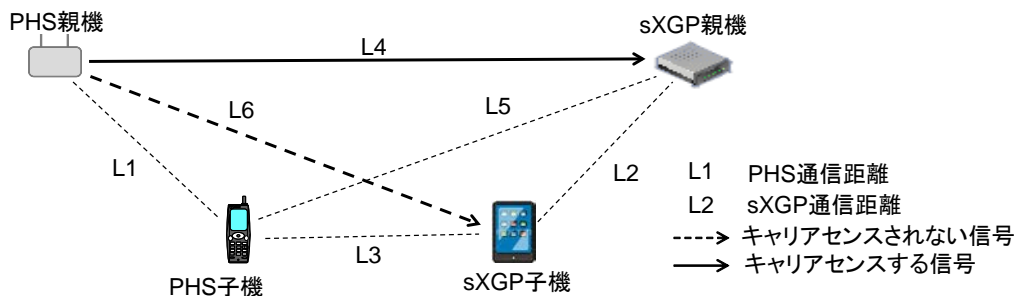 PHS親機
sXGP親機
L4
L6
L5
L1
L2
L3
PHS子機
sXGP子機
L1 PHS通信距離
L2 sXGP通信距離
キャリアセンスされない信号
キャリアセンスする信号